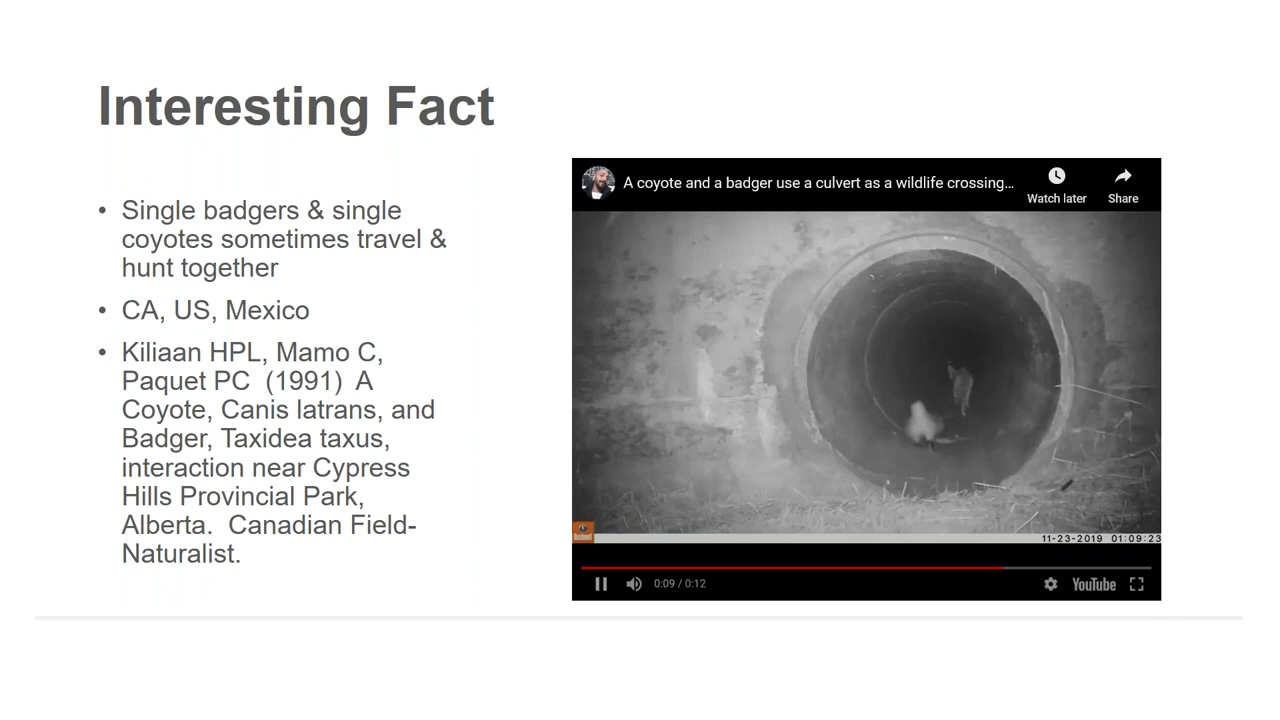 Interesting Fact
• Single badgers & single
coyotes sometimes travel &
hunt together
• CA, US, Mexico
• Kiliaan HPL, Mamo C,
Paquet PC (1991) A
Coyote, Canis latrans, and
Badger, Taxidea taxus,
interaction near Cypress
Hills Provincial Park,
Alberta. Canadian Field-
Naturalist.
A coyote and a badger use a culvert as a wildlife crossing...
Watch later
Share
Bushnell
11-23-2019 01:09:23
0:09 / 0:12
YouTube